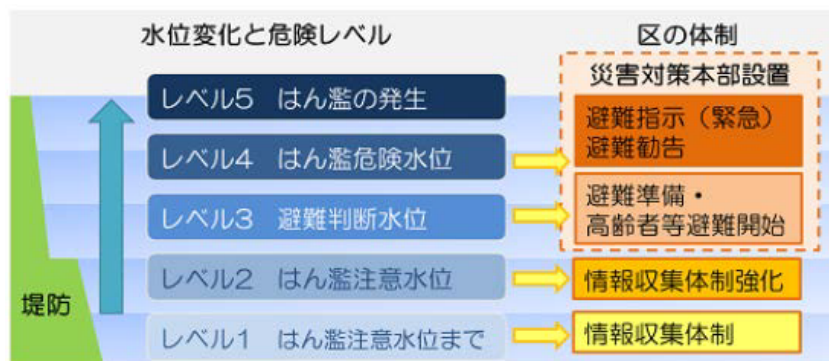 水位変化と危険レベル
区の体制
災害対策本部設置
レベル5 はん濫の発生
避難指示（緊急）
避難勧告
レベル4 はん濫危険水位
レベル3 避難判断水位
避難準備・
高齢者等避難開始
レベル2 はん濫注意水位
情報収集体制強化
堤防
レベル1 はん濫注意水位まで
情報収集体制